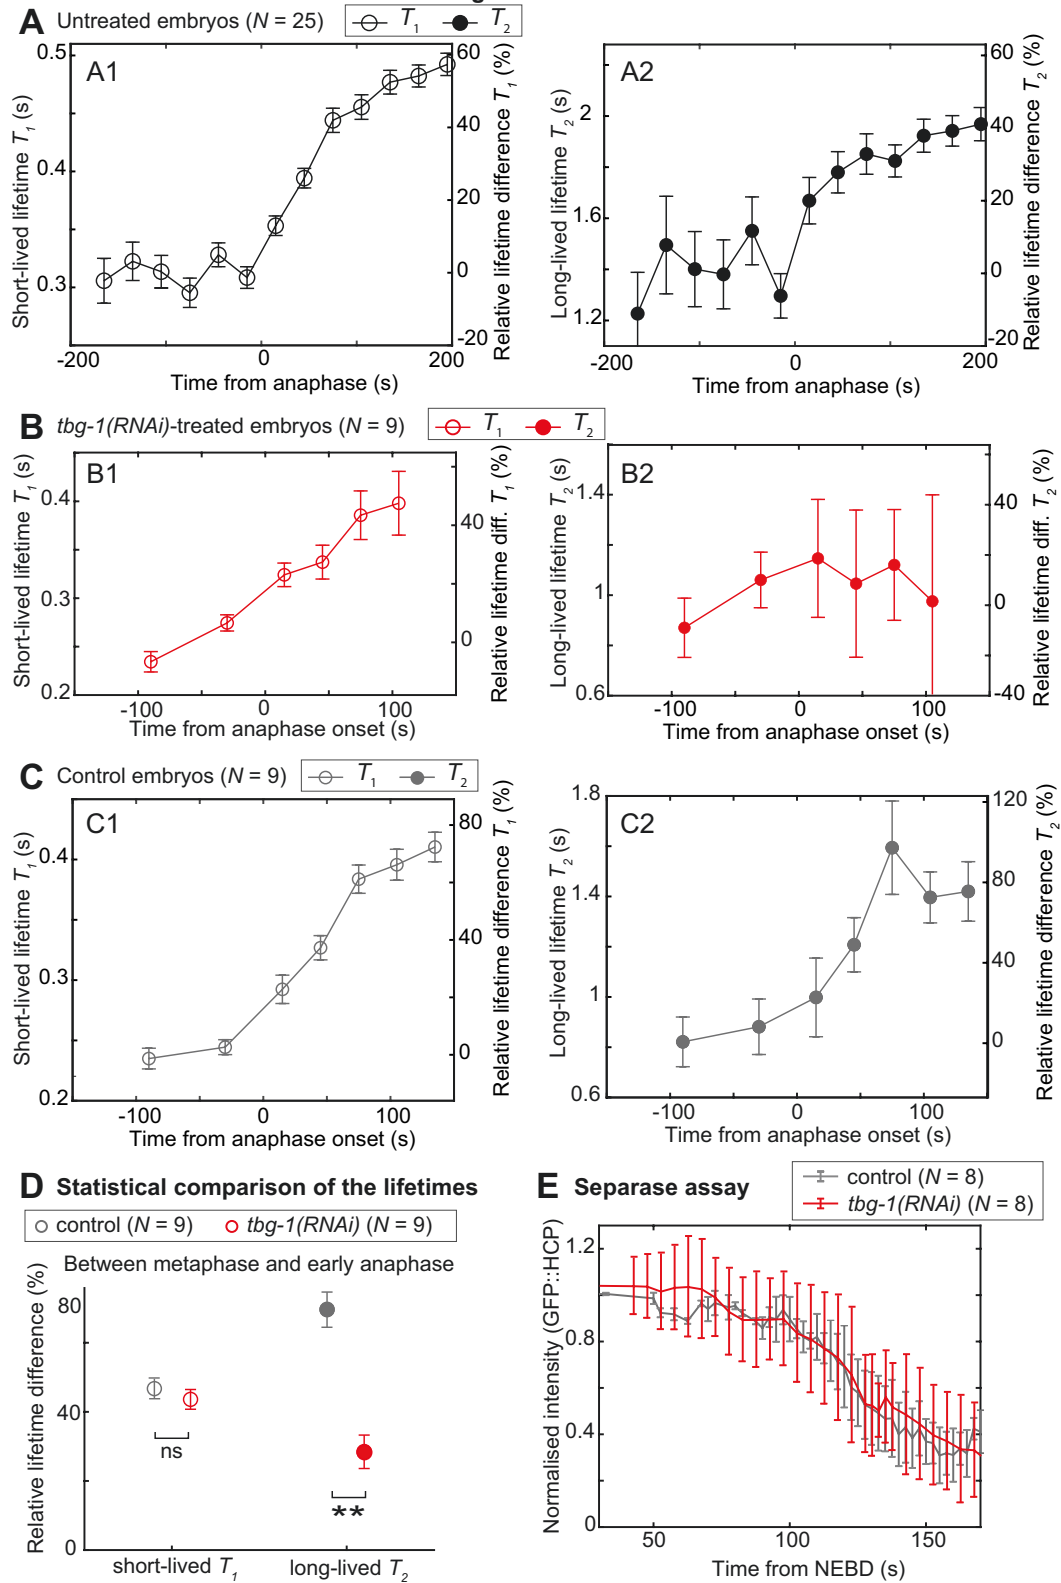 A Untreated embryos (N = 25) T1 T2
A1
Short-lived lifetime T1 (s)
0.5
0.4
0.3
Relative lifetime difference T1 (%)
60
40
20
0
-20
-200 0 200
Time from anaphase (s)
A2
Long-lived lifetime T2 (s)
2
1.6
1.2
Relative lifetime difference T2 (%)
60
40
20
0
-20
-200 0 200
Time from anaphase (s)
B tbg-1(RNAi)-treated embryos (N = 9) T1 T2
B1
Short-lived lifetime T1 (s)
0.4
0.3
0.2
Relative lifetime diff. T1 (%)
40
0
-100 0 100
Time from anaphase onset (s)
B2
Long-lived lifetime T2 (s)
1.4
1
0.6
Relative lifetime diff. T2 (%)
40
0
-40
-100 0 100
Time from anaphase onset (s)
C Control embryos (N = 9) T1 T2
C1
Short-lived lifetime T1 (s)
0.4
0.3
0.2
Relative lifetime difference T1 (%)
80
40
0
-100 0 100
Time from anaphase onset (s)
C2
Long-lived lifetime T2 (s)
1.8
1.4
1
0.6
Relative lifetime difference T2 (%)
120
80
40
0
-100 0 100
Time from anaphase onset (s)
D Statistical comparison of the lifetimes
control (N = 9) tbg-1(RNAi) (N = 9)
Between metaphase and early anaphase
Relative lifetime difference (%)
80
40
0
ns
**
short-lived T1 long-lived T2
E Separase assay
control (N = 8)
tbg-1(RNAi) (N = 8)
Normalised intensity (GFP::HCP)
1.2
0.8
0.4
0
50 100 150
Time from NEBD (s)